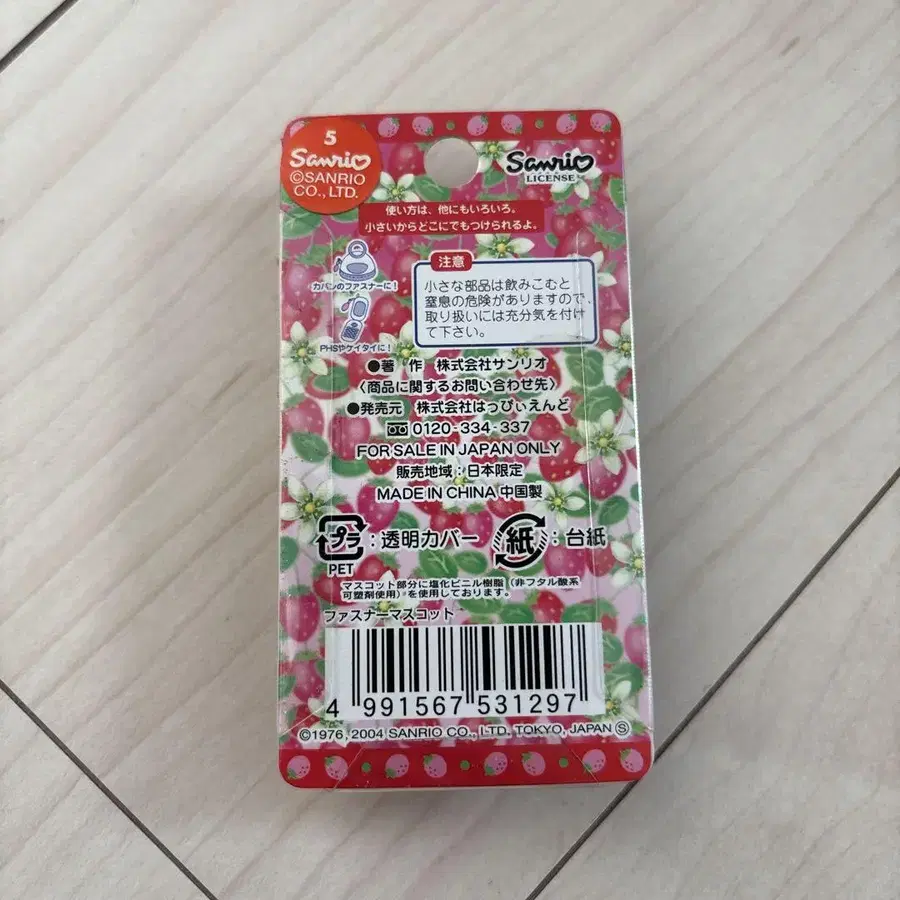 5
Sanrio
©SANRIO
CO., LTD.
Sanrio
LICENSE
使い方は、他にもいろいろ。
小さいからどこにでもつけられるよ。
カバンのファスナーに!
PHSやケイタイに!
注意
小さな部品は飲みこむと
窒息の危険がありますので、
取り扱いには充分気を付け
て下さい。
●著 作 株式会社サンリオ
〈商品に関するお問い合わせ先〉
●発売元 株式会社はっぴぃえんど
0120-334-337
FOR SALE IN JAPAN ONLY
販売地域:日本限定
MADE IN CHINA 中国製
プラ:透明カバー
PET
紙:台紙
マスコット部分に塩化ビニル樹脂(非フタル酸系
可塑剤使用)を使用しております。
ファスナーマスコット
4 991567 531297
©1976, 2004 SANRIO CO., LTD. TOKYO, JAPAN Ⓢ